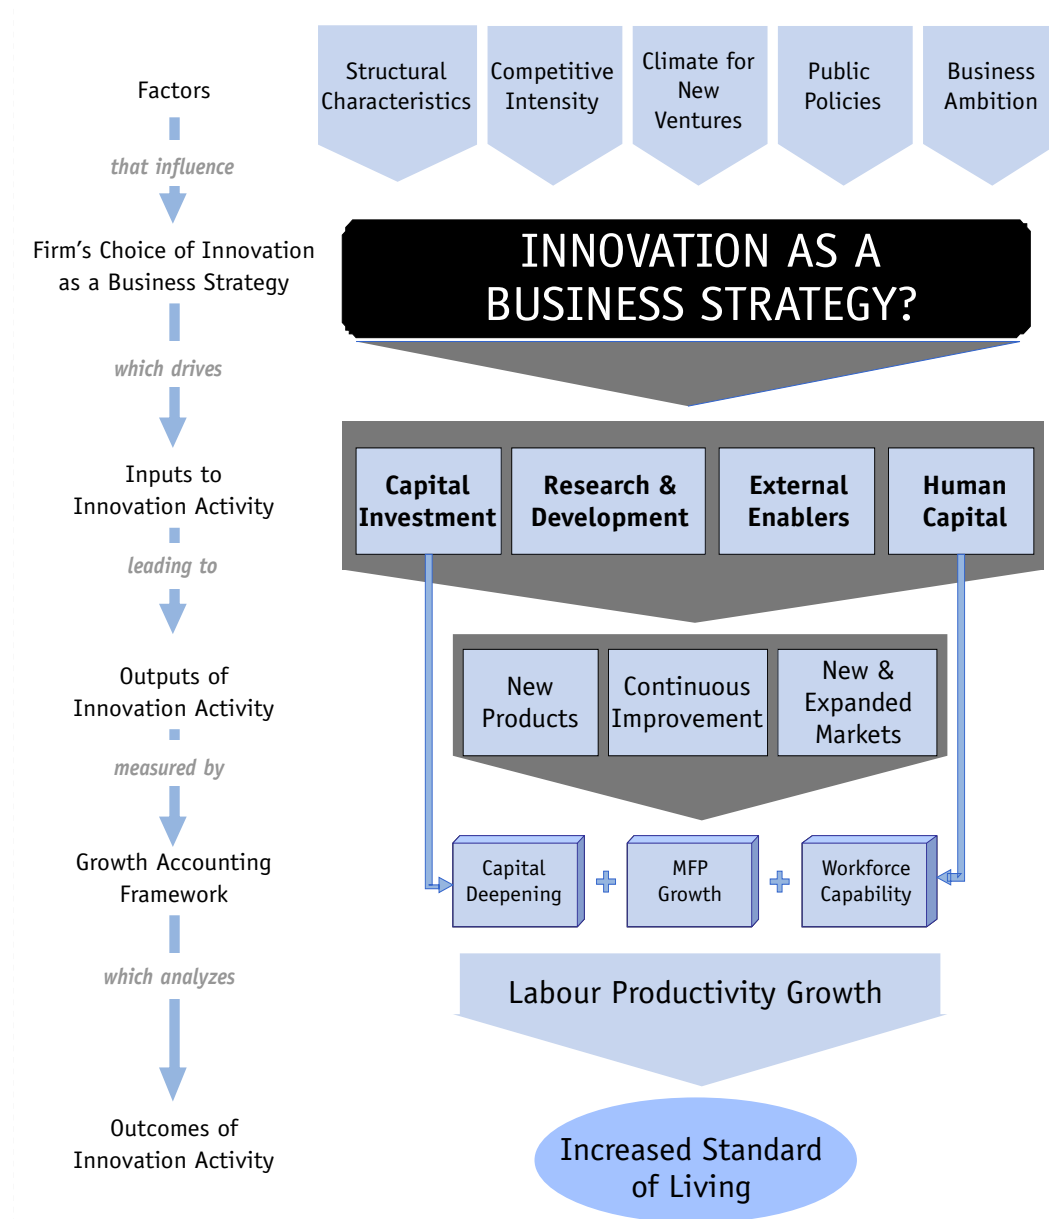 Factors
that influence
Firm’s Choice of Innovation
as a Business Strategy
which drives
Inputs to
Innovation Activity
leading to
Outputs of
Innovation Activity
measured by
Growth Accounting
Framework
which analyzes
Outcomes of
Innovation Activity
Structural
Characteristics
Competitive
Intensity
Climate for
New
Ventures
Public
Policies
Business
Ambition
INNOVATION AS A
BUSINESS STRATEGY?
Capital
Investment
Research &
Development
External
Enablers
Human
Capital
New
Products
Continuous
Improvement
New &
Expanded
Markets
Capital
Deepening
MFP
Growth
Workforce
Capability
Labour Productivity Growth
Increased Standard
of Living